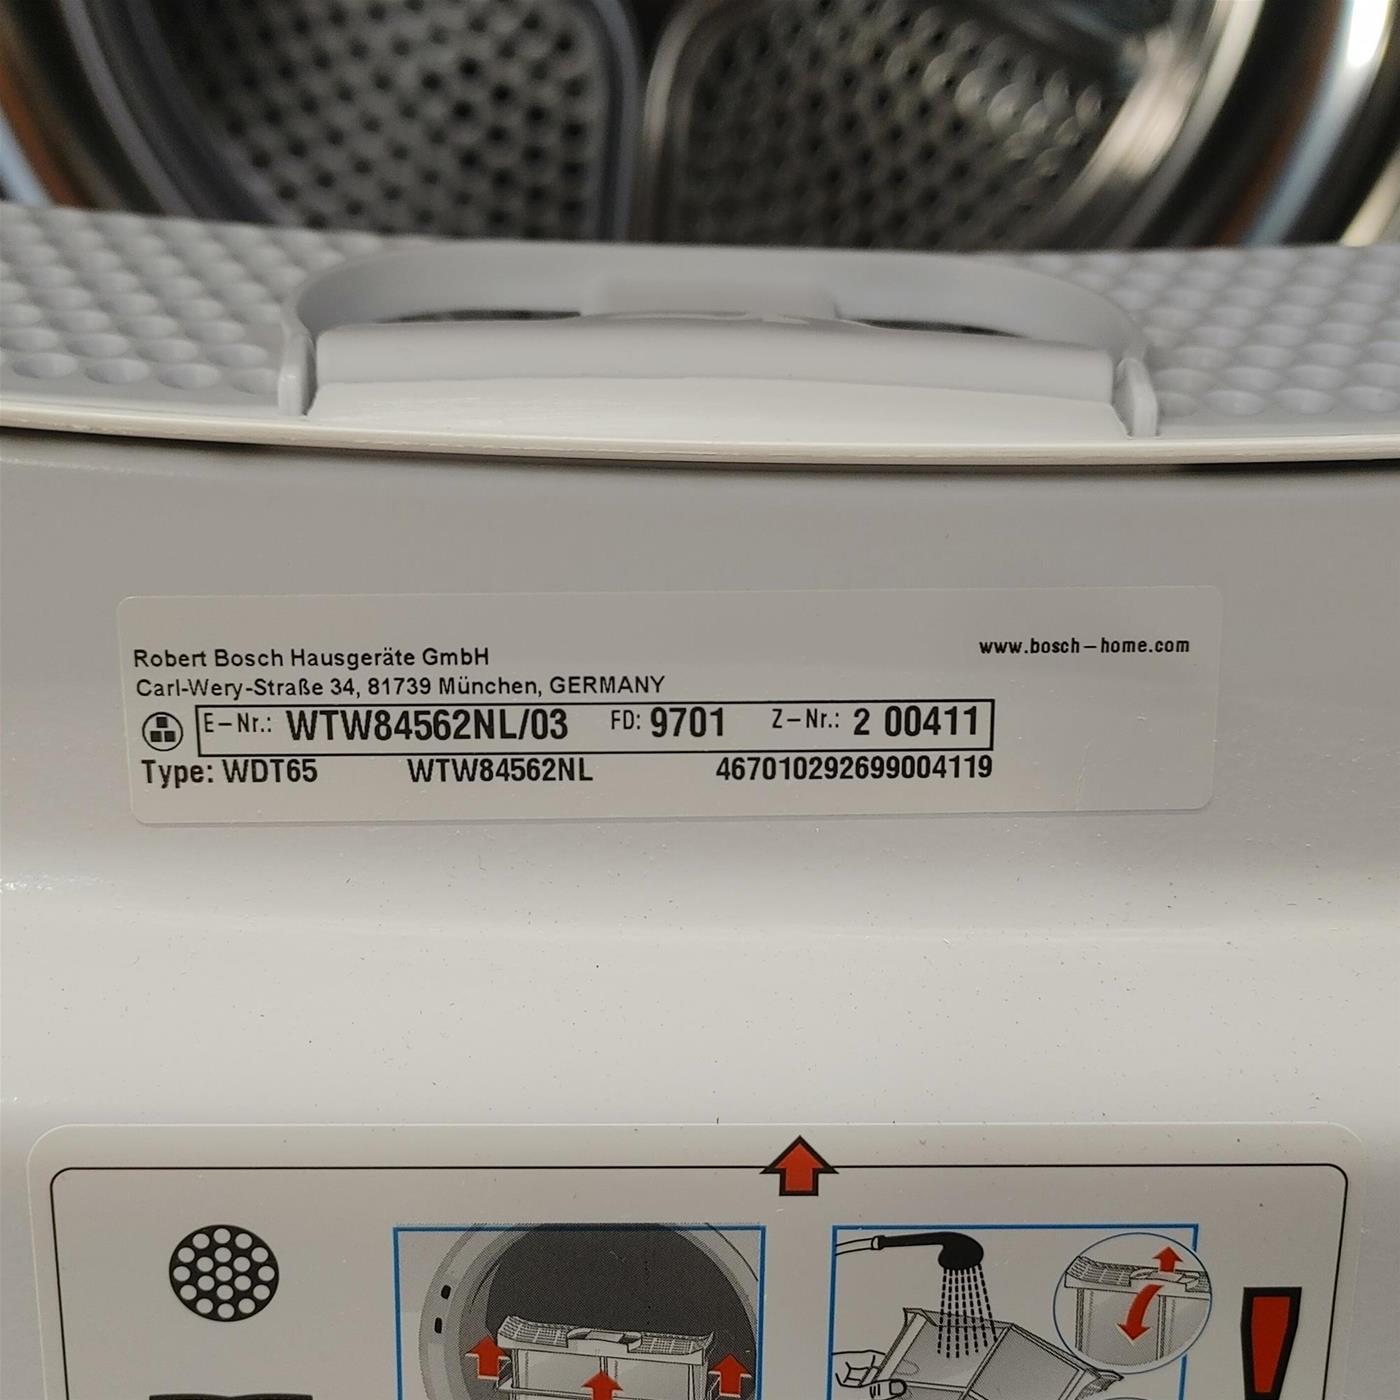 Robert Bosch Hausgeräte GmbH
www.bosch-home.com
Carl-Wery-Straße 34, 81739 München, GERMANY
E-Nr.: WTW84562NL/03 FD: 9701 Z-Nr.: 2 00411
Type: WDT65 WTW84562NL 467010292699004119